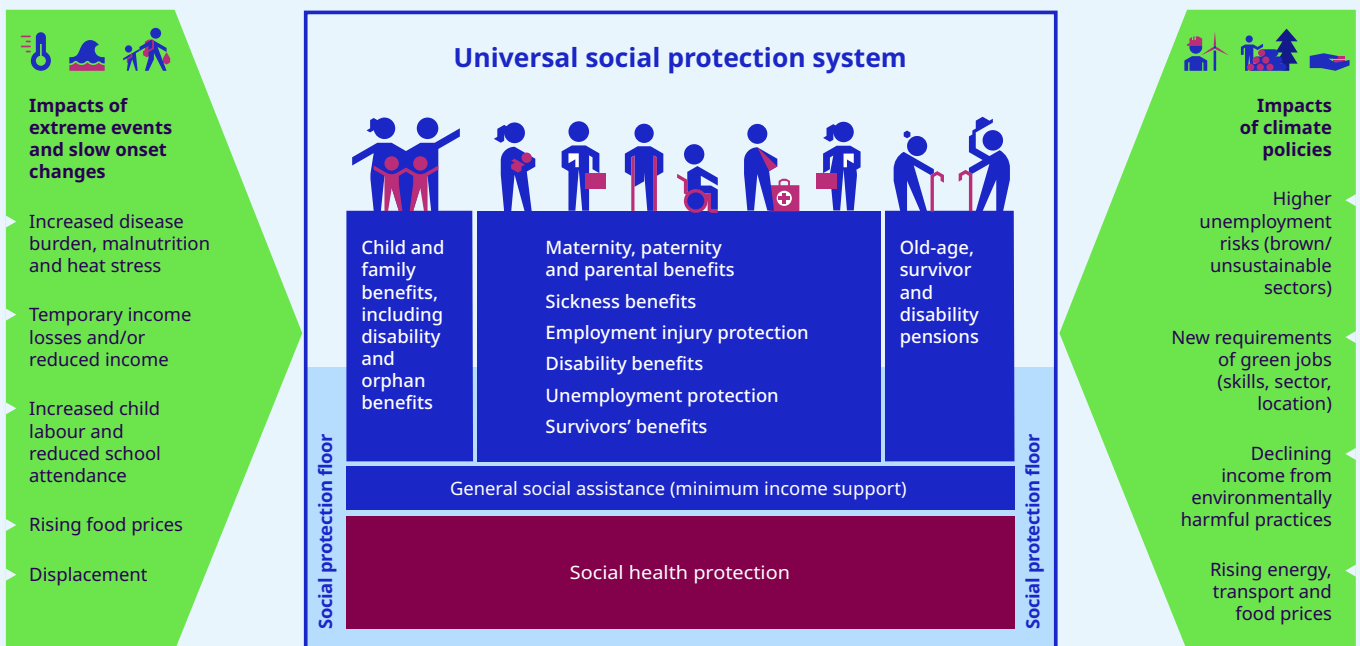 Universal social protection system
Impacts of
extreme events
and slow onset
changes
Increased disease
burden, malnutrition
and heat stress
Temporary income
losses and/or
reduced income
Increased child
labour and
reduced school
attendance
Rising food prices
Displacement
Child and
family
benefits,
including
disability
and
orphan
benefits
Maternity, paternity
and parental benefits
Sickness benefits
Employment injury protection
Disability benefits
Unemployment protection
Survivors’ benefits
Old-age,
survivor
and
disability
pensions
General social assistance (minimum income support)
Social health protection
Social protection floor
Social protection floor
Impacts
of climate
policies
Higher
unemployment
risks (brown/
unsustainable
sectors)
New requirements
of green jobs
(skills, sector,
location)
Declining
income from
environmentally
harmful practices
Rising energy,
transport and
food prices